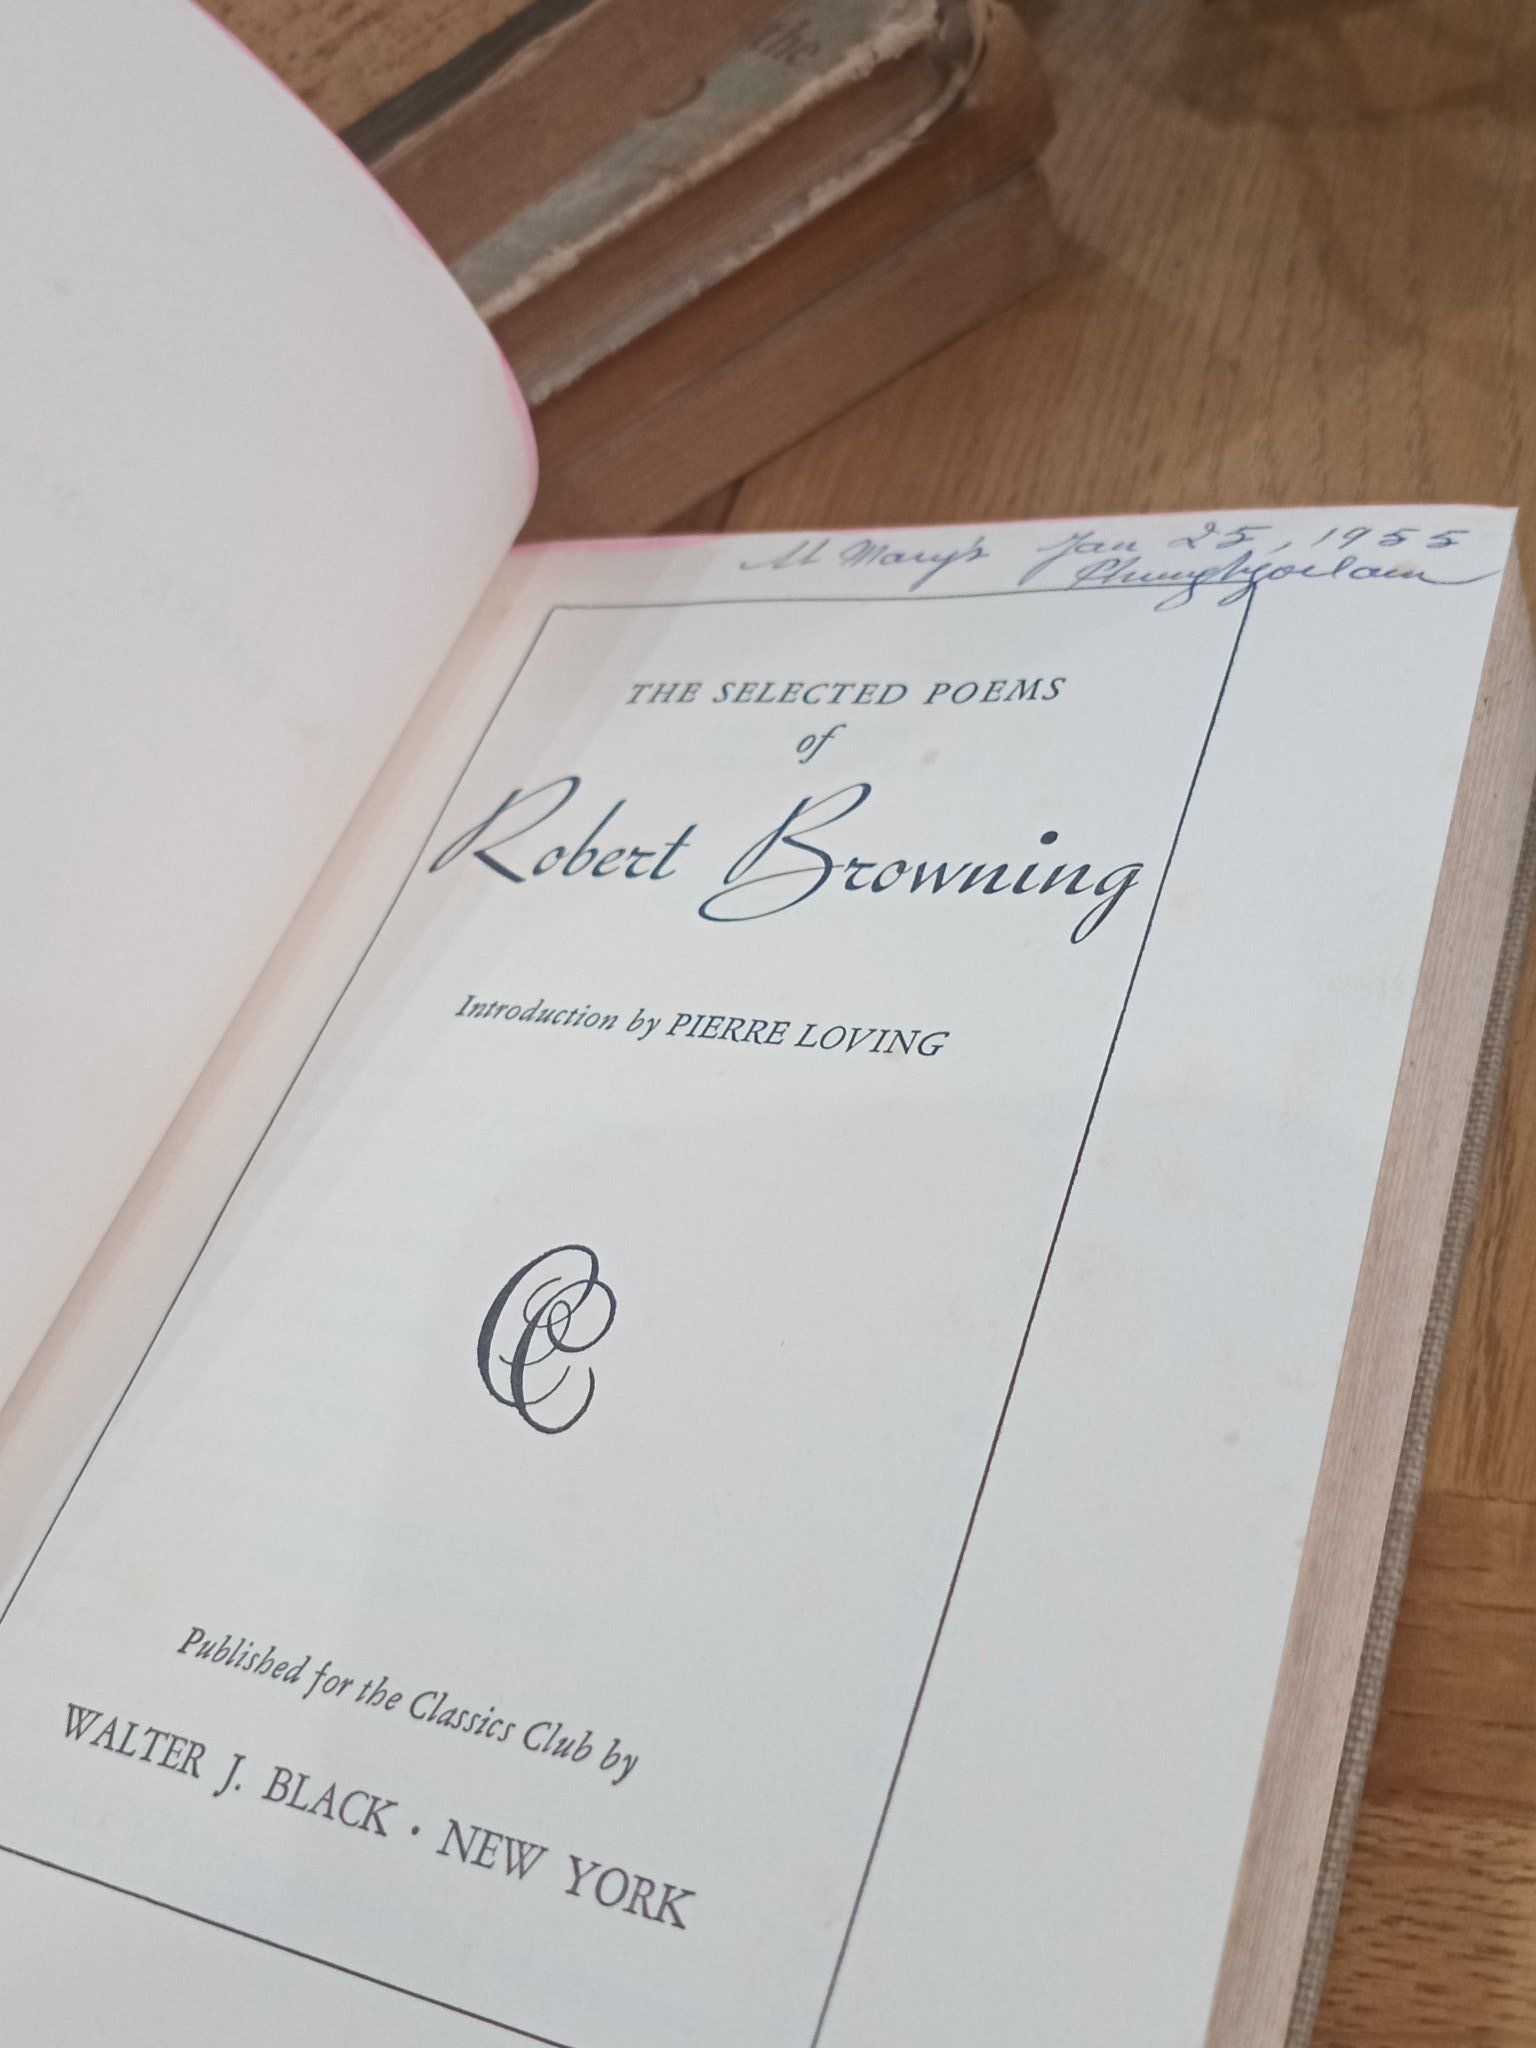 St Mary's Jan 25, 1955
THE SELECTED POEMS
of
Robert Browning
Introduction by PIERRE LOVING
CC
Published for the Classics Club by
WALTER J. BLACK • NEW YORK
the